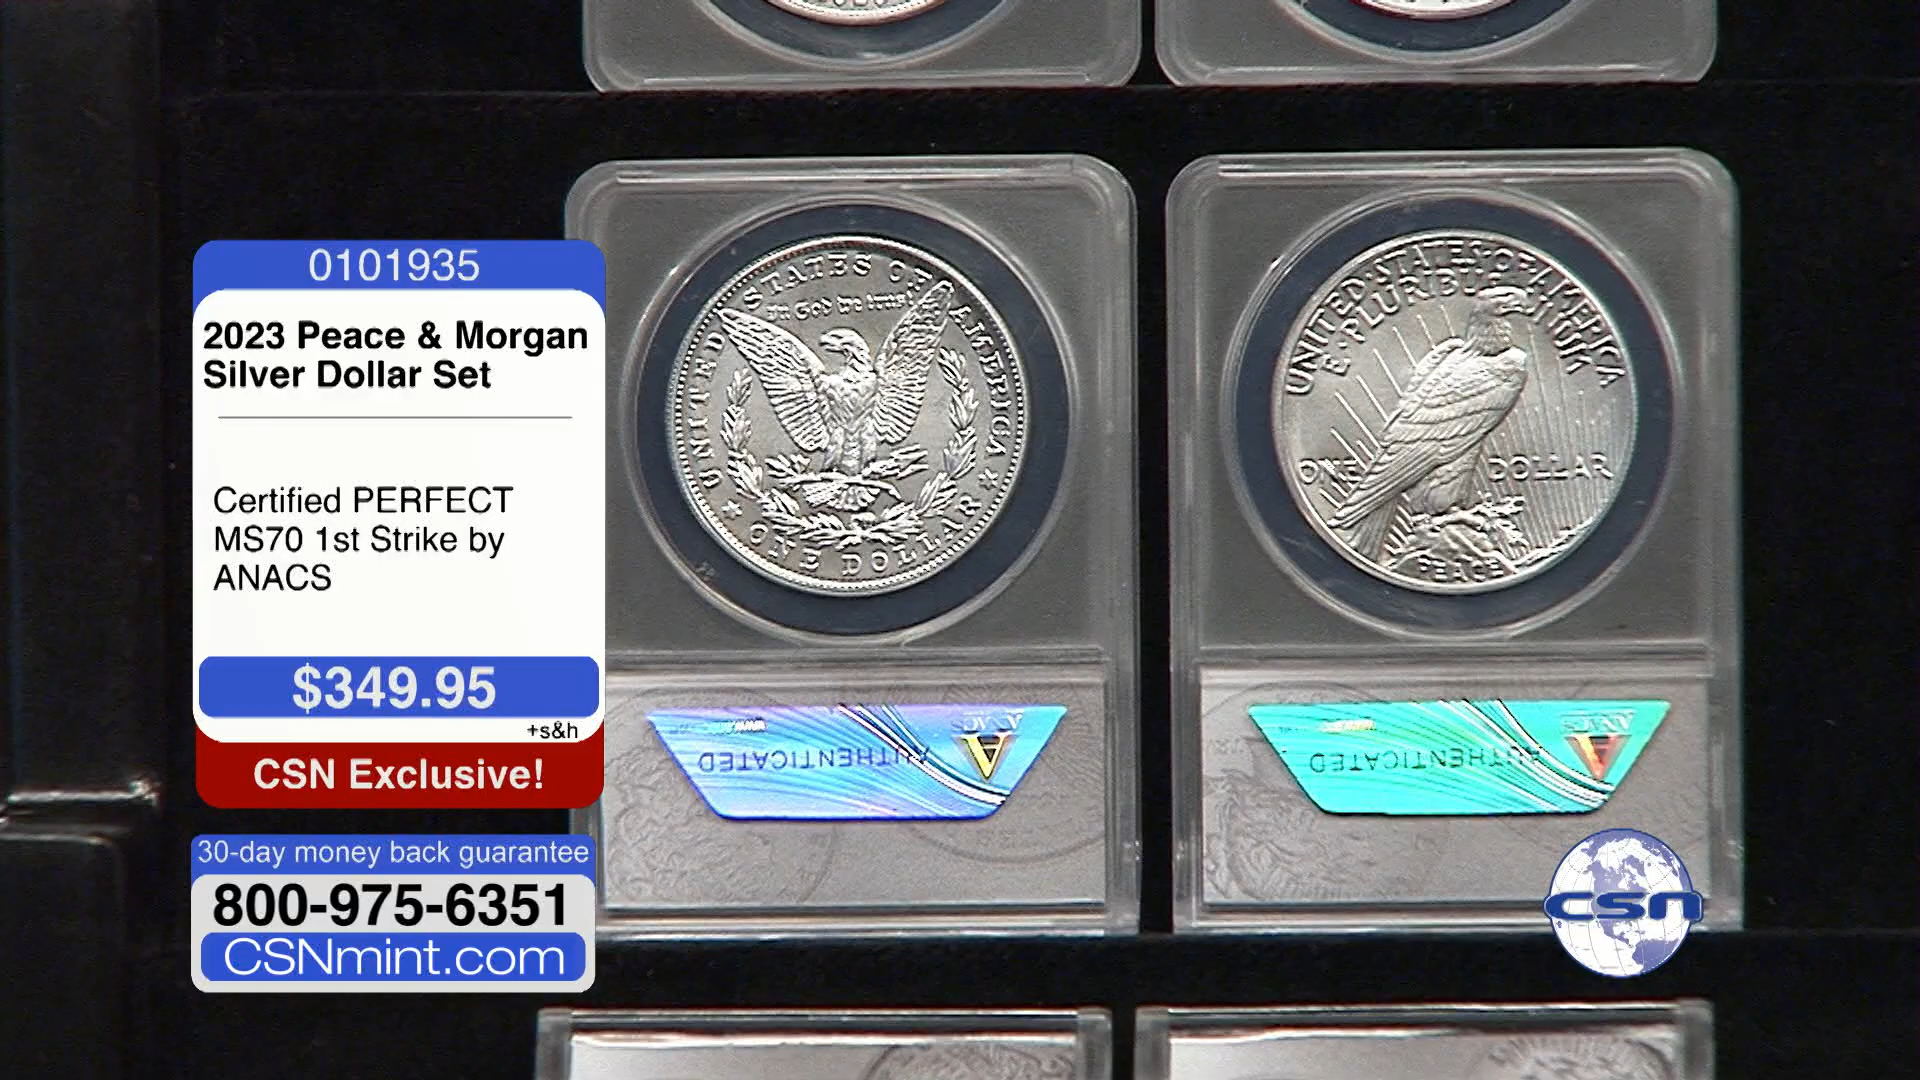 0101935
2023 Peace & Morgan
Silver Dollar Set
Certified PERFECT
MS70 1st Strike by
ANACS
$349.95
+s&h
CSN Exclusive!
30-day money back guarantee
800-975-6351
CSNmint.com
UNITED STATES OF AMERICA
In God we trust
ONE DOLLAR
AUTHENTICATED
ANACS
UNITED·STATES·OF·AMERICA
E·PLURIBUS·UNUM
ONE DOLLAR
PEACE
AUTHENTICATED
ANACS
csn